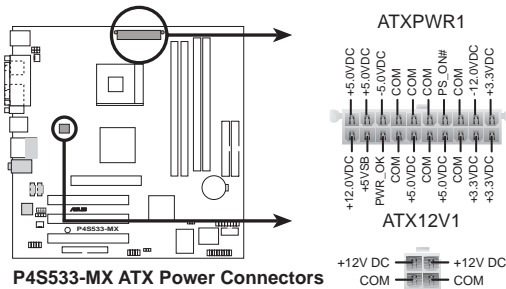 ATXPWR1
+5.0VDC
+5.0VDC
-5.0VDC
COM
COM
COM
PS_ON#
COM
-12.0VDC
+3.3VDC
+12.0VDC
+5VSB
PWR_OK
COM
+5.0VDC
COM
+5.0VDC
COM
+3.3VDC
+3.3VDC
ATX12V1
+12V DC
COM
+12V DC
COM
ASUS
P4S533-MX
P4S533-MX ATX Power Connectors